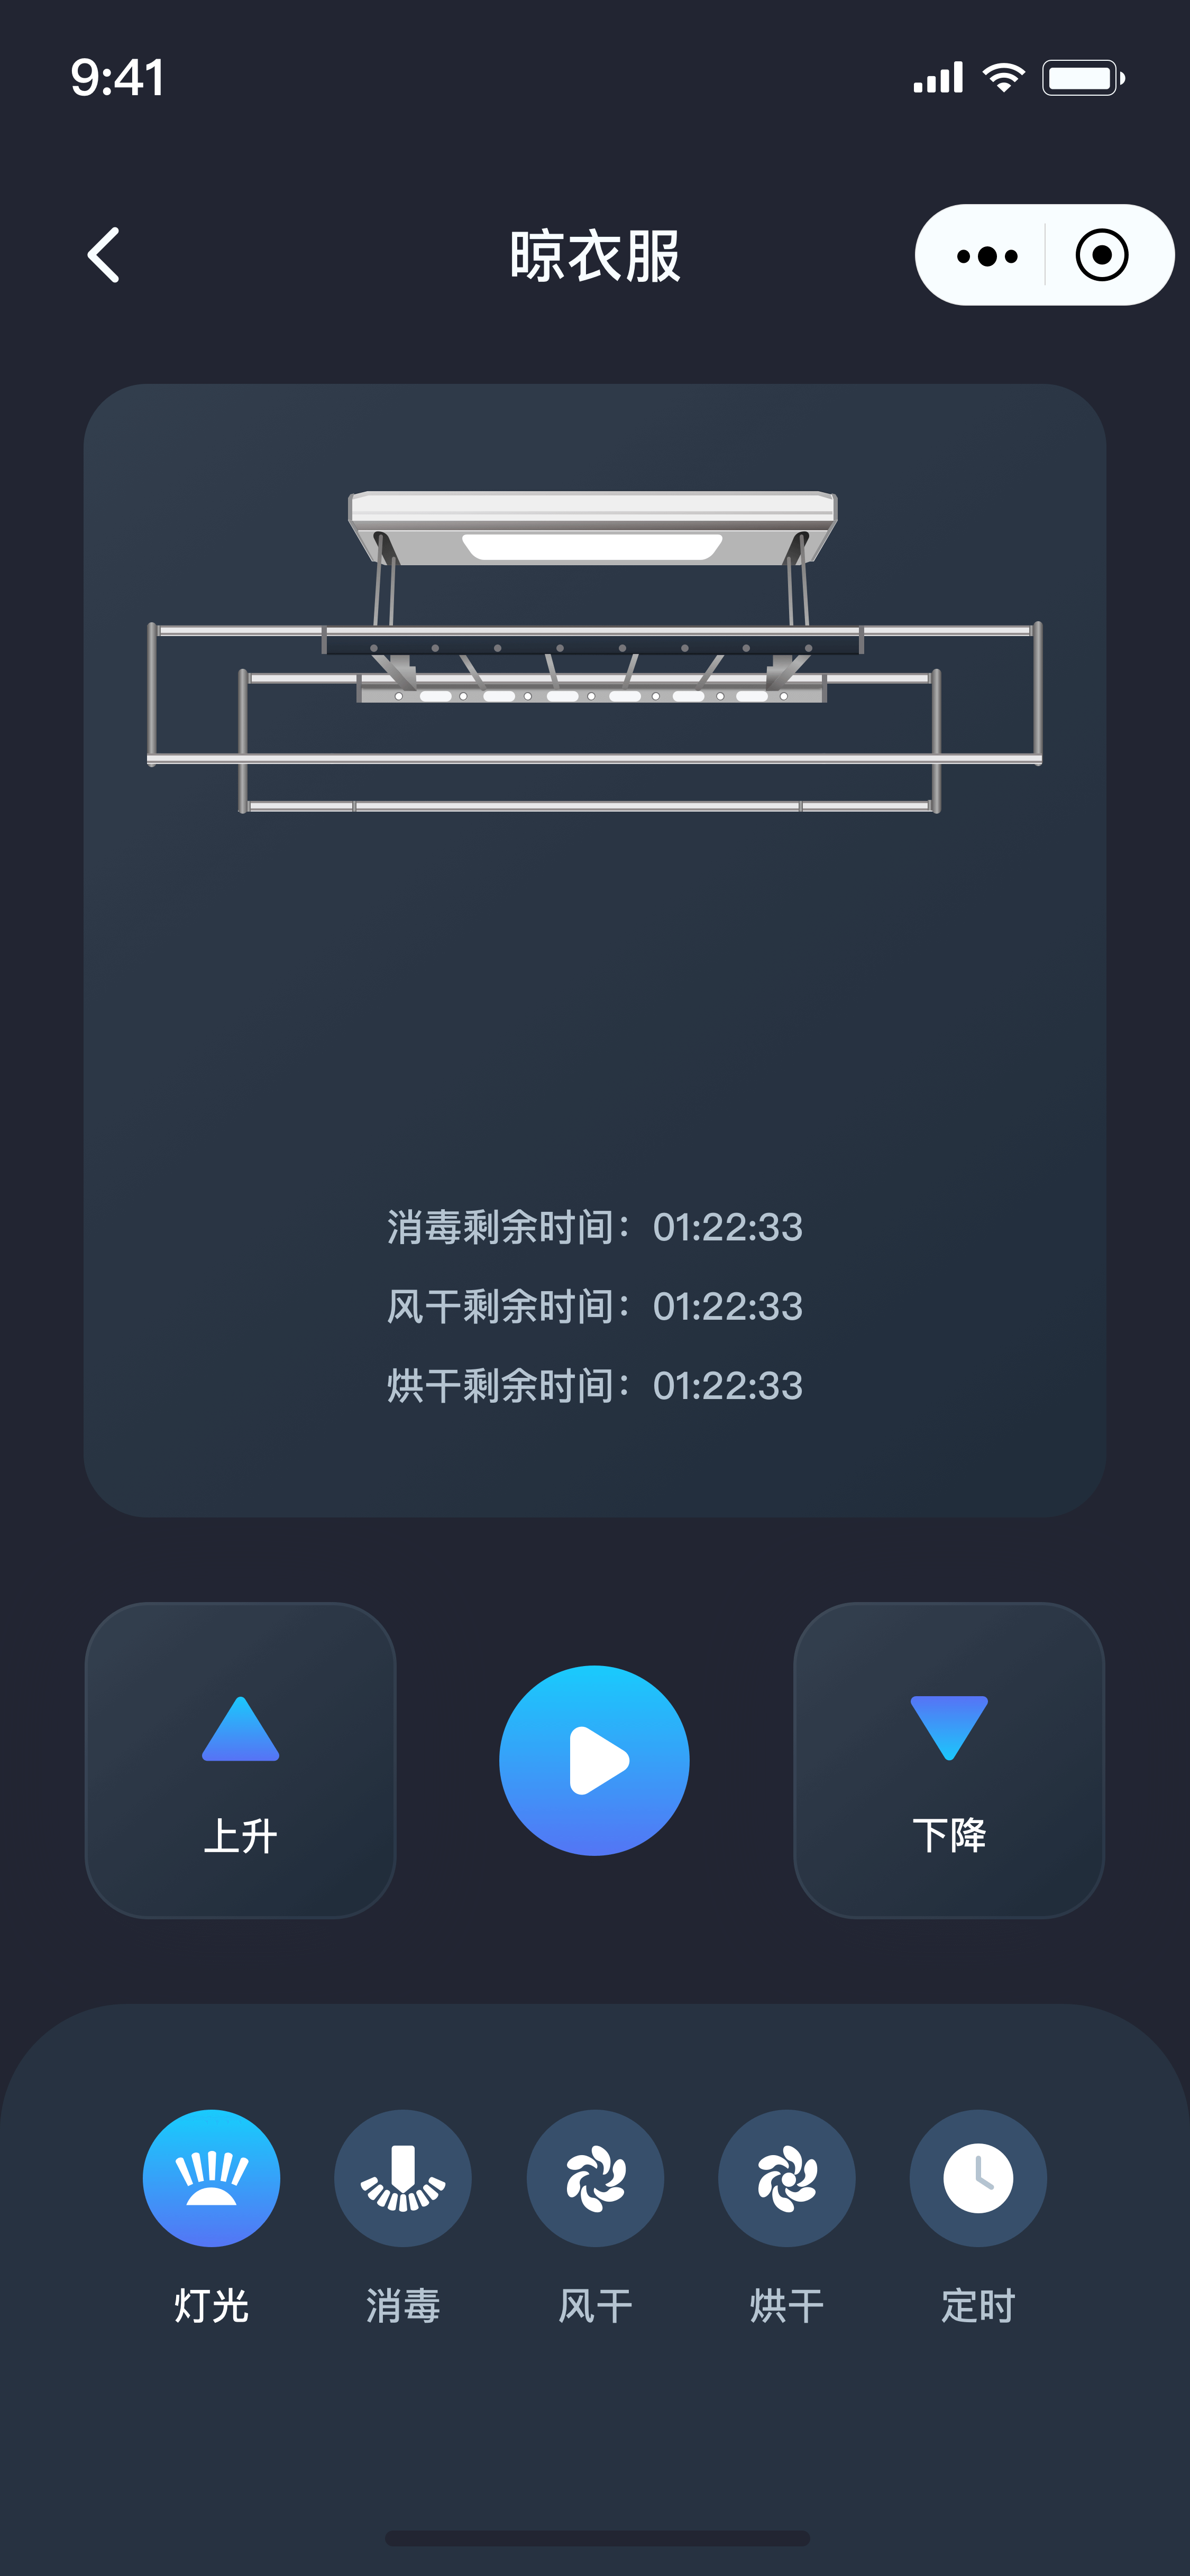 9:41
晾衣服
消毒剩余时间：01:22:33
风干剩余时间：01:22:33
烘干剩余时间：01:22:33
上升
下降
灯光
消毒
风干
烘干
定时